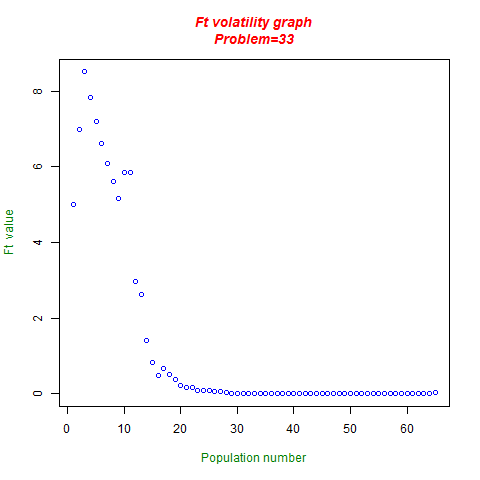 Ft volatility graph
Problem=33
8
6
4
2
0
Ft value
0 10 20 30 40 50 60
Population number